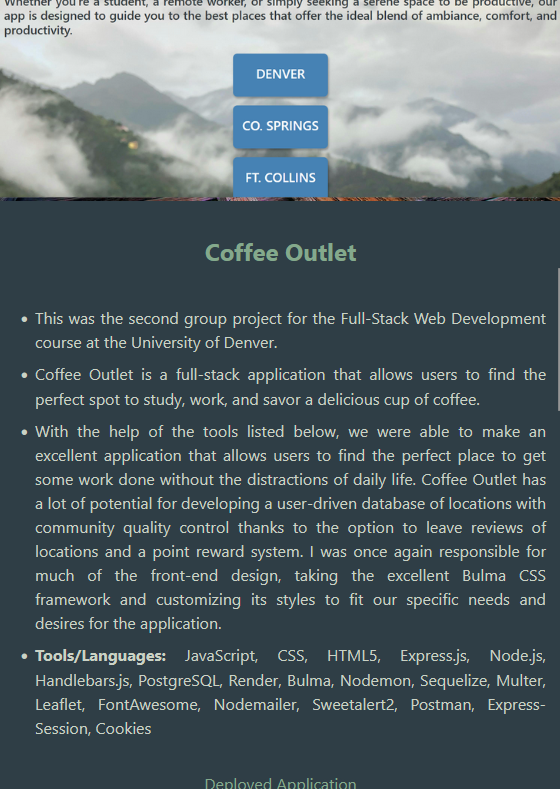 Whether you're a student, a remote worker, or simply seeking a serene space to be productive, our
app is designed to guide you to the best places that offer the ideal blend of ambiance, comfort, and
productivity.
DENVER
CO. SPRINGS
FT. COLLINS
Coffee Outlet
• This was the second group project for the Full-Stack Web Development
course at the University of Denver.
• Coffee Outlet is a full-stack application that allows users to find the
perfect spot to study, work, and savor a delicious cup of coffee.
• With the help of the tools listed below, we were able to make an
excellent application that allows users to find the perfect place to get
some work done without the distractions of daily life. Coffee Outlet has
a lot of potential for developing a user-driven database of locations with
community quality control thanks to the option to leave reviews of
locations and a point reward system. I was once again responsible for
much of the front-end design, taking the excellent Bulma CSS
framework and customizing its styles to fit our specific needs and
desires for the application.
• Tools/Languages: JavaScript, CSS, HTML5, Express.js, Node.js,
Handlebars.js, PostgreSQL, Render, Bulma, Nodemon, Sequelize, Multer,
Leaflet, FontAwesome, Nodemailer, Sweetalert2, Postman, Express-
Session, Cookies
Deployed Application